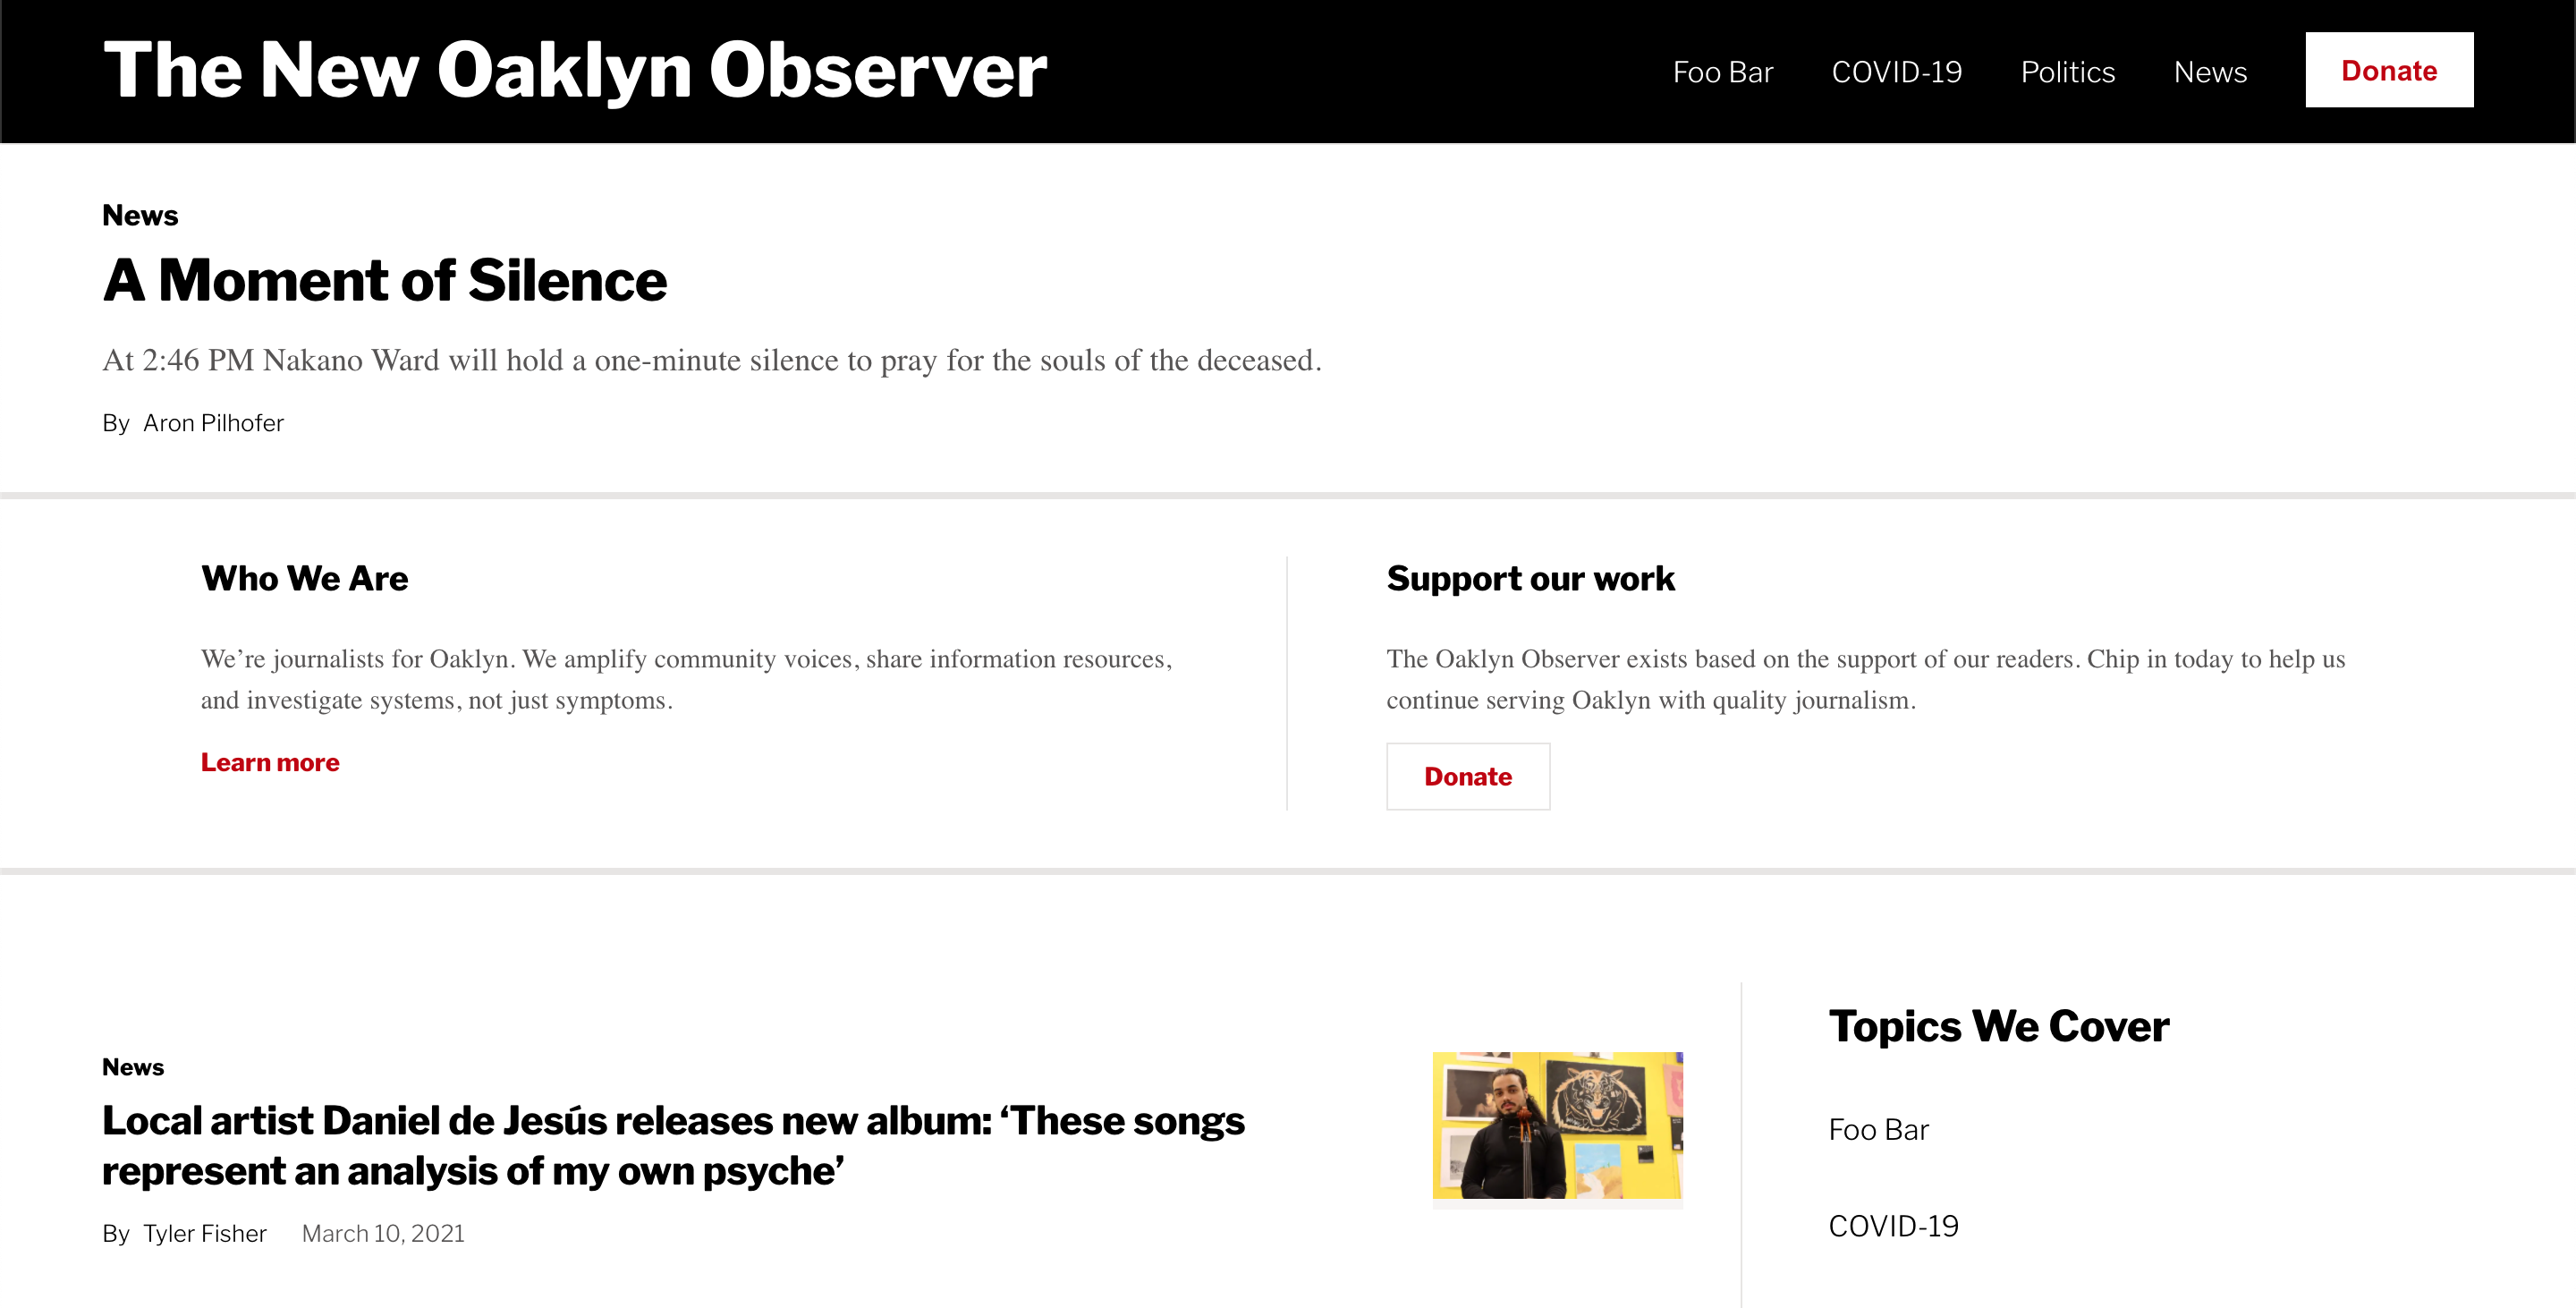 The New Oaklyn Observer
Foo Bar COVID-19 Politics News Donate
News
A Moment of Silence
At 2:46 PM Nakano Ward will hold a one-minute silence to pray for the souls of the deceased.
By Aron Pilhofer
Who We Are
We’re journalists for Oaklyn. We amplify community voices, share information resources,
and investigate systems, not just symptoms.
Learn more
Support our work
The Oaklyn Observer exists based on the support of our readers. Chip in today to help us
continue serving Oaklyn with quality journalism.
Donate
News
Local artist Daniel de Jesús releases new album: ‘These songs
represent an analysis of my own psyche’
By Tyler Fisher March 10, 2021
Topics We Cover
Foo Bar
COVID-19